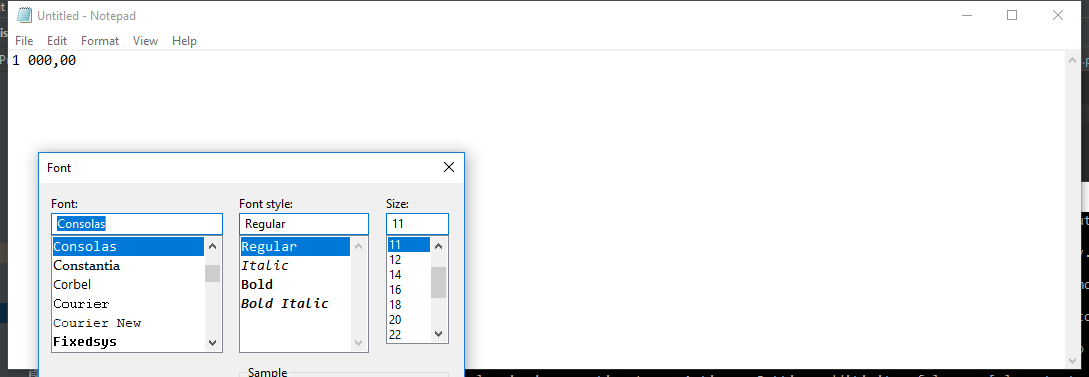 Untitled - Notepad
File Edit Format View Help
1 000,00
Font
Font: Font style: Size:
Consolas Regular 11
Consolas Regular 11
Constantia Italic 12
Corbel Bold 14
Courier Bold Italic 16
Courier New 18
Fixedsys 20
22
Sample